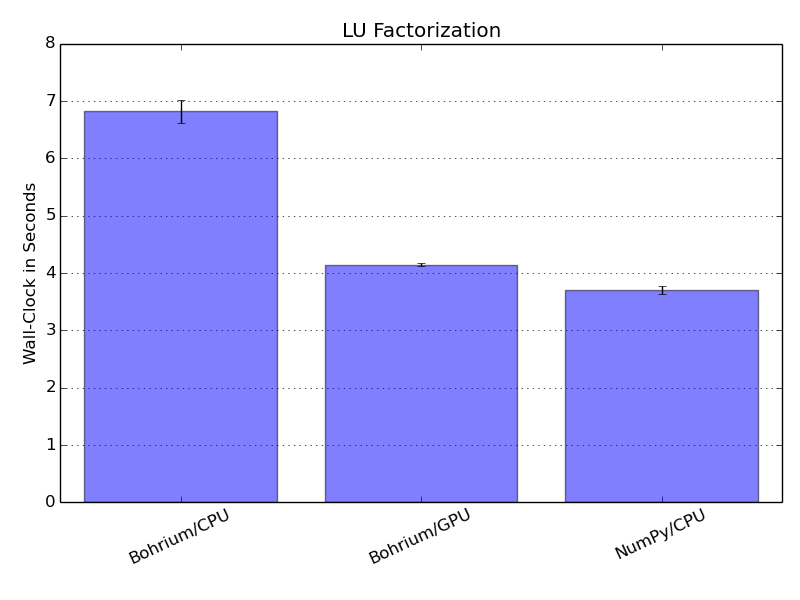 LU Factorization
8
7
6
5
4
3
2
1
0
Wall-Clock in Seconds
Bohrium/CPU
Bohrium/GPU
NumPy/CPU